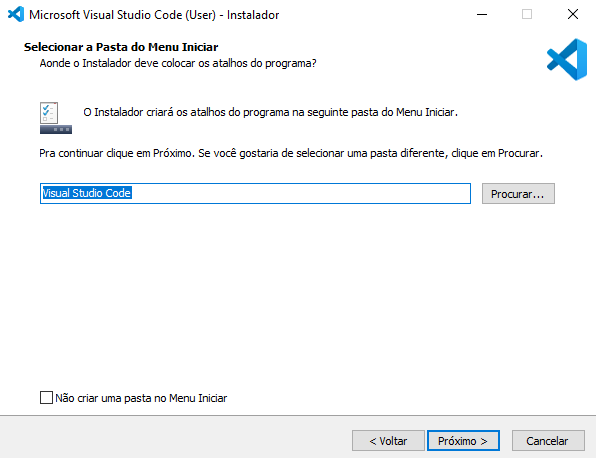 Microsoft Visual Studio Code (User) - Instalador
Selecionar a Pasta do Menu Iniciar
Aonde o Instalador deve colocar os atalhos do programa?
O Instalador criará os atalhos do programa na seguinte pasta do Menu Iniciar.
Pra continuar clique em Próximo. Se você gostaria de selecionar uma pasta diferente, clique em Procurar.
Visual Studio Code
Procurar...
Não criar uma pasta no Menu Iniciar
< Voltar
Próximo >
Cancelar